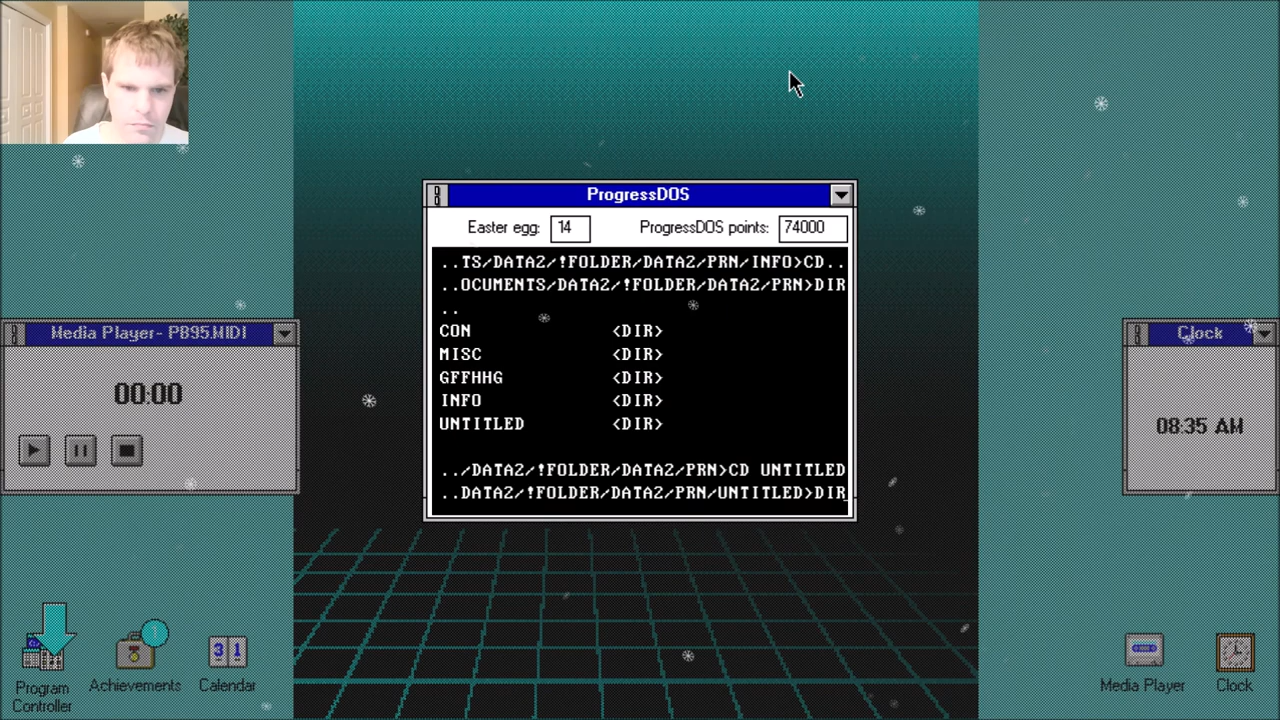 ProgressDOS
Easter egg: 14 ProgressDOS points: 74000
..TS/DATA2/!FOLDER/DATA2/PRN/INFO>CD..
..OCUMENTS/DATA2/!FOLDER/DATA2/PRN>DIR
..
CON <DIR>
MISC <DIR>
GFFHHG <DIR>
INFO <DIR>
UNTITLED <DIR>
../DATA2/!FOLDER/DATA2/PRN>CD UNTITLED
..DATA2/!FOLDER/DATA2/PRN/UNTITLED>DIR_
Media Player- PB95.MIDI
00:00
Clock
08:35 AM
Program
Controller
Achievements
1
Calendar
31
Media Player
Clock